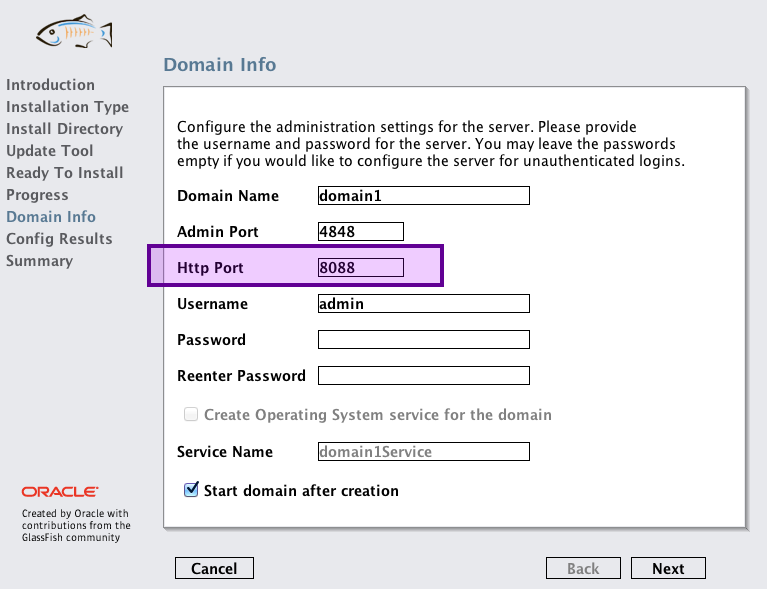 Domain Info
Introduction
Installation Type
Install Directory
Update Tool
Ready To Install
Progress
Domain Info
Config Results
Summary
Configure the administration settings for the server. Please provide
the username and password for the server. You may leave the passwords
empty if you would like to configure the server for unauthenticated logins.
Domain Name domain1
Admin Port 4848
Http Port 8088
Username admin
Password
Reenter Password
Create Operating System service for the domain
Service Name domain1Service
Start domain after creation
ORACLE
Created by Oracle with
contributions from the
GlassFish community
Cancel Back Next